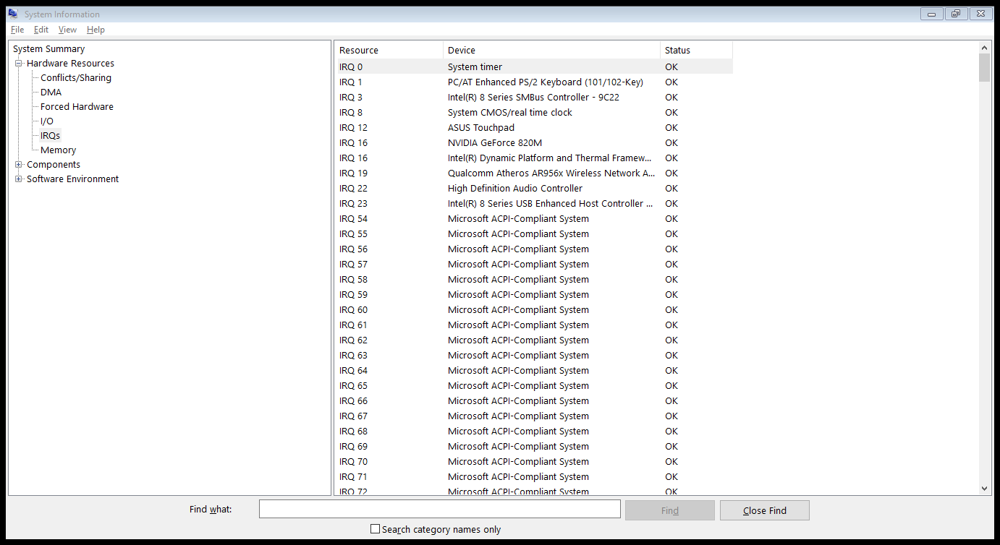 System Information
File Edit View Help
System Summary
Hardware Resources
Conflicts/Sharing
DMA
Forced Hardware
I/O
IRQs
Memory
Components
Software Environment
Resource Device Status
IRQ 0 System timer OK
IRQ 1 PC/AT Enhanced PS/2 Keyboard (101/102-Key) OK
IRQ 3 Intel(R) 8 Series SMBus Controller - 9C22 OK
IRQ 8 System CMOS/real time clock OK
IRQ 12 ASUS Touchpad OK
IRQ 16 NVIDIA GeForce 820M OK
IRQ 16 Intel(R) Dynamic Platform and Thermal Framew... OK
IRQ 19 Qualcomm Atheros AR956x Wireless Network A... OK
IRQ 22 High Definition Audio Controller OK
IRQ 23 Intel(R) 8 Series USB Enhanced Host Controller ... OK
IRQ 54 Microsoft ACPI-Compliant System OK
IRQ 55 Microsoft ACPI-Compliant System OK
IRQ 56 Microsoft ACPI-Compliant System OK
IRQ 57 Microsoft ACPI-Compliant System OK
IRQ 58 Microsoft ACPI-Compliant System OK
IRQ 59 Microsoft ACPI-Compliant System OK
IRQ 60 Microsoft ACPI-Compliant System OK
IRQ 61 Microsoft ACPI-Compliant System OK
IRQ 62 Microsoft ACPI-Compliant System OK
IRQ 63 Microsoft ACPI-Compliant System OK
IRQ 64 Microsoft ACPI-Compliant System OK
IRQ 65 Microsoft ACPI-Compliant System OK
IRQ 66 Microsoft ACPI-Compliant System OK
IRQ 67 Microsoft ACPI-Compliant System OK
IRQ 68 Microsoft ACPI-Compliant System OK
IRQ 69 Microsoft ACPI-Compliant System OK
IRQ 70 Microsoft ACPI-Compliant System OK
IRQ 71 Microsoft ACPI-Compliant System OK
IRQ 72 Microsoft ACPI-Compliant System OK
Find what: Find Close Find
Search category names only